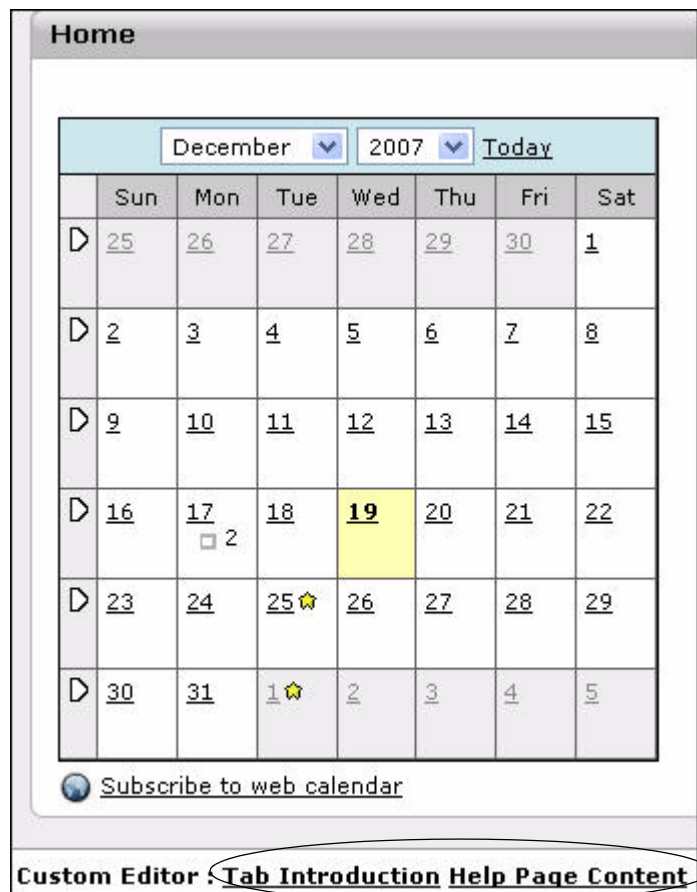 Home
December 2007 Today
Sun Mon Tue Wed Thu Fri Sat
25 26 27 28 29 30 1
2 3 4 5 6 7 8
9 10 11 12 13 14 15
16 17 18 19 20 21 22
2
23 24 25 26 27 28 29
30 31 1 2 3 4 5
Subscribe to web calendar
Custom Editor : Tab Introduction Help Page Content